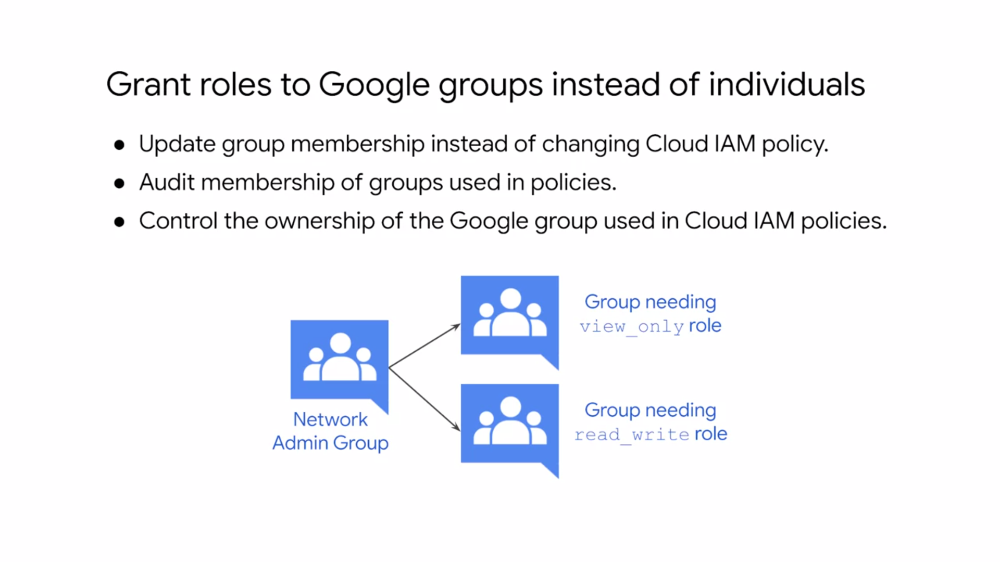 Grant roles to Google groups instead of individuals
● Update group membership instead of changing Cloud IAM policy.
● Audit membership of groups used in policies.
● Control the ownership of the Google group used in Cloud IAM policies.
Group needing
view_only role
Network
Admin Group
Group needing
read_write role